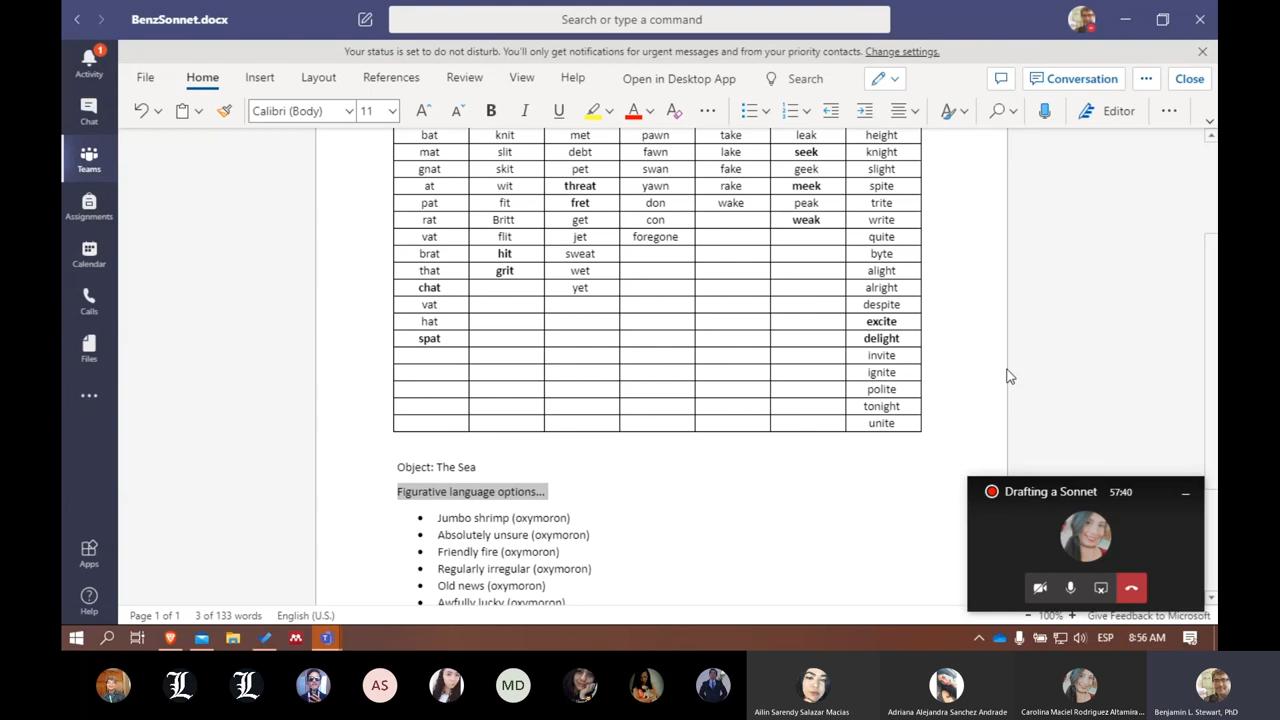 BenzSonnet.docx
Search or type a command
Your status is set to do not disturb. You'll only get notifications for urgent messages and from your priority contacts. Change settings.
Activity
Chat
Teams
Assignments
Calendar
Calls
Files
Apps
Help
File Home Insert Layout References Review View Help Open in Desktop App Search Conversation Close
Calibri (Body) 11 Editor
bat knit met pawn take leak height
mat slit debt fawn lake seek knight
gnat skit pet swan fake geek slight
at wit threat yawn rake meek spite
pat fit fret don wake peak trite
rat Britt get con weak write
vat flit jet foregone quite
brat hit sweat byte
that grit wet alight
chat yet alright
vat despite
hat excite
spat delight
invite
ignite
polite
tonight
unite
Object: The Sea
Figurative language options...
• Jumbo shrimp (oxymoron)
• Absolutely unsure (oxymoron)
• Friendly fire (oxymoron)
• Regularly irregular (oxymoron)
• Old news (oxymoron)
• Awfully lucky (oxymoron)
Drafting a Sonnet 57:40
Page 1 of 1 3 of 133 words English (U.S.) 100% Give Feedback to Microsoft
ESP 8:56 AM
L L AS MD
Ailin Sarendy Salazar Macias
Adriana Alejandra Sanchez Andrade
Carolina Maciel Rodriguez Altamira...
Benjamin L. Stewart, PhD